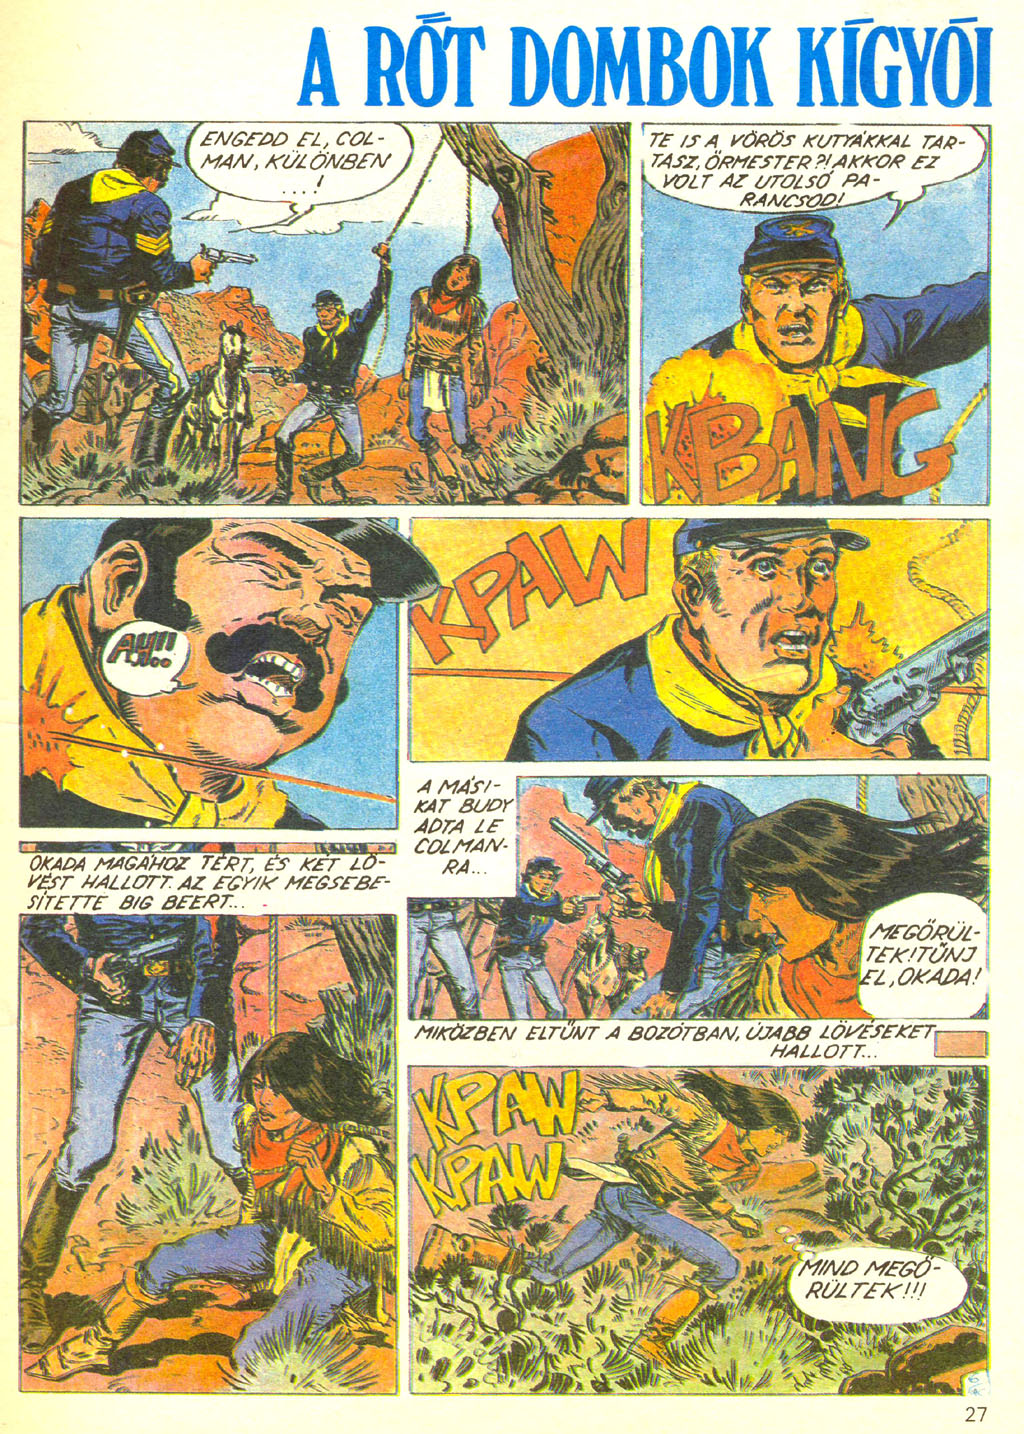 A RŐT DOMBOK KÍGYÓI
ENGEDD EL, COL-
MAN, KÜLÖNBEN
....!
TE IS A VÖRÖS KUTYÁKKAL TAR-
TASZ, ŐRMESTER?! AKKOR EZ
VOLT AZ UTOLSÓ PA-
RANCSOD!
KBANG
AH!!...
KPAW
OKADA MAGÁHOZ TÉRT, ÉS KÉT LÖ-
VÉST HALLOTT. AZ EGYIK MEGSEBE-
SÍTETTE BIG BEERT...
A MÁSI-
KAT BUDY
ADTA LE
COLMAN-
RA...
MEGŐRÜL-
TEK! TŰNJ
EL, OKADA!
MIKÖZBEN ELTŰNT A BOZÓTBAN, ÚJABB LÖVÉSEKET
HALLOTT...
KPAW
KPAW
MIND MEGŐ-
RÜLTEK!!!
27